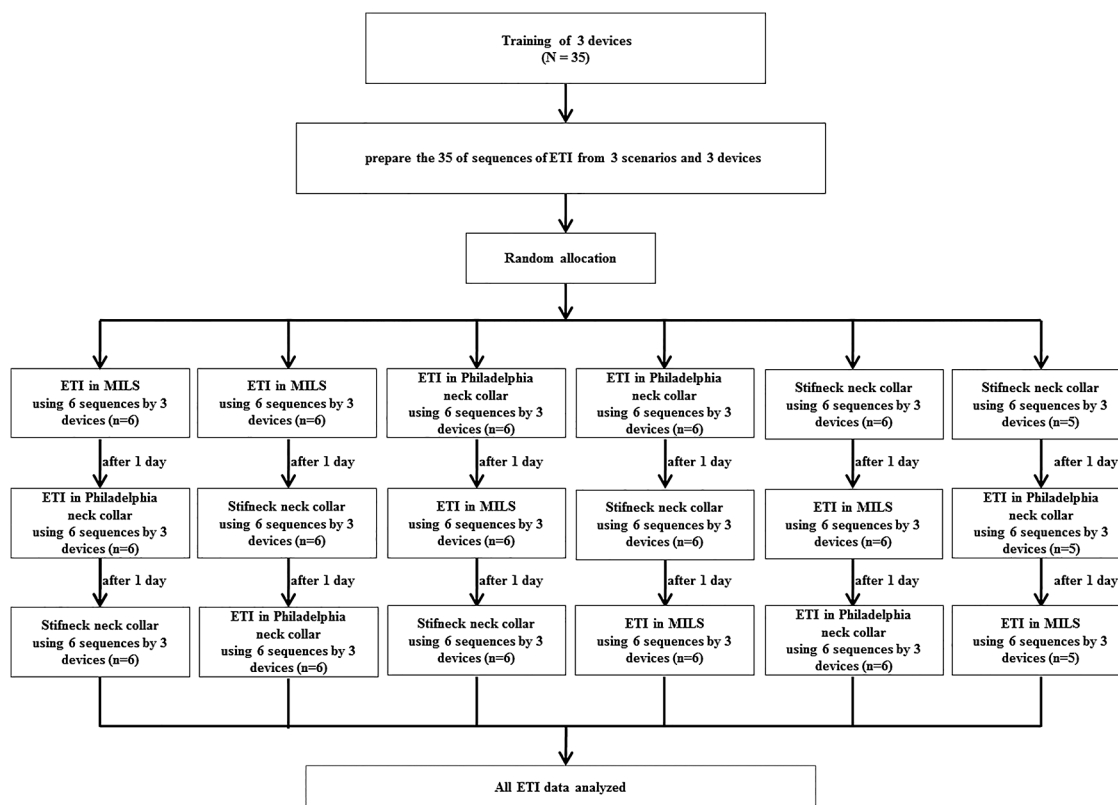 Training of 3 devices
(N = 35)
prepare the 35 of sequences of ETI from 3 scenarios and 3 devices
Random allocation
ETI in MILS
using 6 sequences by 3
devices (n=6)
ETI in MILS
using 6 sequences by 3
devices (n=6)
ETI in Philadelphia
neck collar
using 6 sequences by 3
devices (n=6)
ETI in Philadelphia
neck collar
using 6 sequences by 3
devices (n=6)
Stifneck neck collar
using 6 sequences by 3
devices (n=6)
Stifneck neck collar
using 6 sequences by 3
devices (n=5)
after 1 day
after 1 day
after 1 day
after 1 day
after 1 day
after 1 day
ETI in Philadelphia
neck collar
using 6 sequences by 3
devices (n=6)
Stifneck neck collar
using 6 sequences by 3
devices (n=6)
ETI in MILS
using 6 sequences by 3
devices (n=6)
Stifneck neck collar
using 6 sequences by 3
devices (n=6)
ETI in MILS
using 6 sequences by 3
devices (n=6)
ETI in Philadelphia
neck collar
using 6 sequences by 3
devices (n=5)
after 1 day
after 1 day
after 1 day
after 1 day
after 1 day
after 1 day
Stifneck neck collar
using 6 sequences by 3
devices (n=6)
ETI in Philadelphia
neck collar
using 6 sequences by 3
devices (n=6)
Stifneck neck collar
using 6 sequences by 3
devices (n=6)
ETI in MILS
using 6 sequences by 3
devices (n=6)
ETI in Philadelphia
neck collar
using 6 sequences by 3
devices (n=6)
ETI in MILS
using 6 sequences by 3
devices (n=5)
All ETI data analyzed